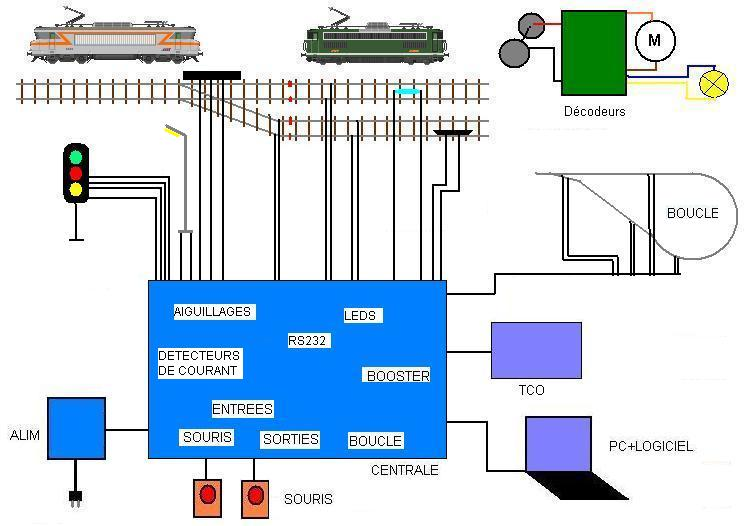 M
Décodeurs
BOUCLE
AIGUILLAGES
LEDS
RS232
DETECTEURS
DE COURANT
BOOSTER
TCO
ENTREES
ALIM
SOURIS
SORTIES
BOUCLE
PC+LOGICIEL
CENTRALE
SOURIS